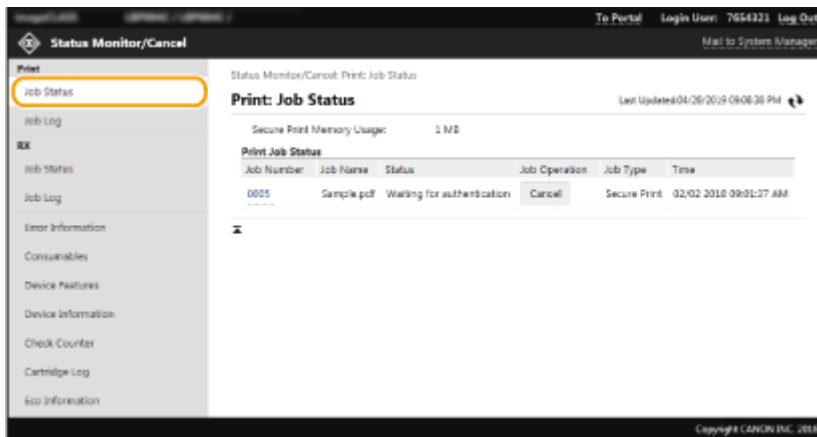 To Portal Login User: 7654321 Log Out
Status Monitor/Cancel
Mail to System Manager
Print
Job Status
Job Log
RX
Job Status
Job Log
Error Information
Consumables
Device Features
Device Information
Check Counter
Cartridge Log
Eco Information
Status Monitor/Cancel: Print: Job Status
Print: Job Status
Last Updated:04/28/2019 09:08:38 PM
Secure Print Memory Usage: 1 MB
Print Job Status
Job Number Job Name Status Job Operation Job Type Time
0005 Sample.pdf Waiting for authentication Cancel Secure Print 02/02 2018 09:01:37 AM
Copyright CANON INC. 2018